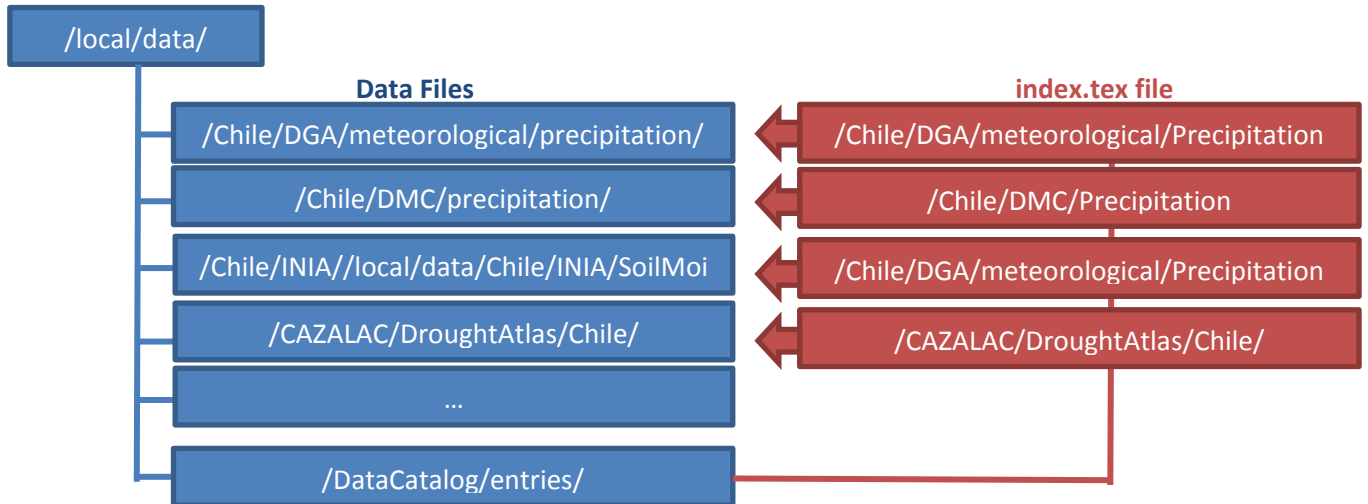 /local/data/
Data Files
index.tex file
/Chile/DGA/meteorological/precipitation/
/Chile/DGA/meteorological/Precipitation
/Chile/DMC/precipitation/
/Chile/DMC/Precipitation
/Chile/INIA//local/data/Chile/INIA/SoilMoi
/Chile/DGA/meteorological/Precipitation
/CAZALAC/DroughtAtlas/Chile/
/CAZALAC/DroughtAtlas/Chile/
...
/DataCatalog/entries/